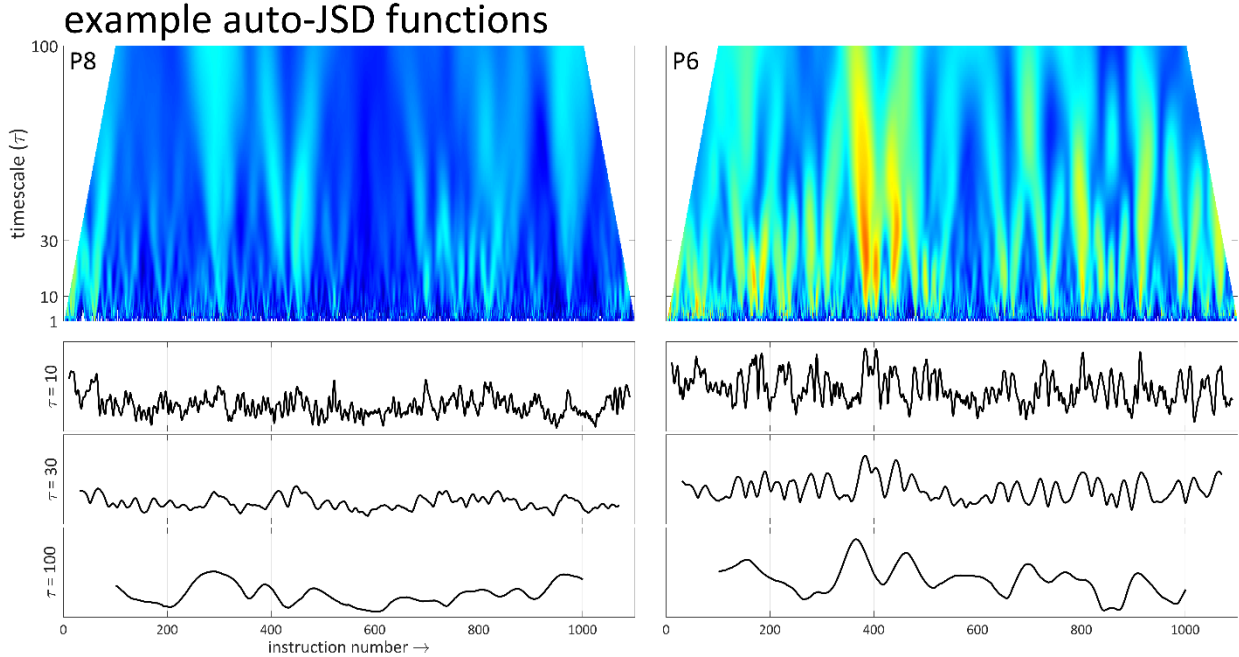 example auto-JSD functions
P8
P6
100
30
10
1
timescale (τ)
τ = 10
τ = 30
τ = 100
0 200 400 600 800 1000
0 200 400 600 800 1000
instruction number →